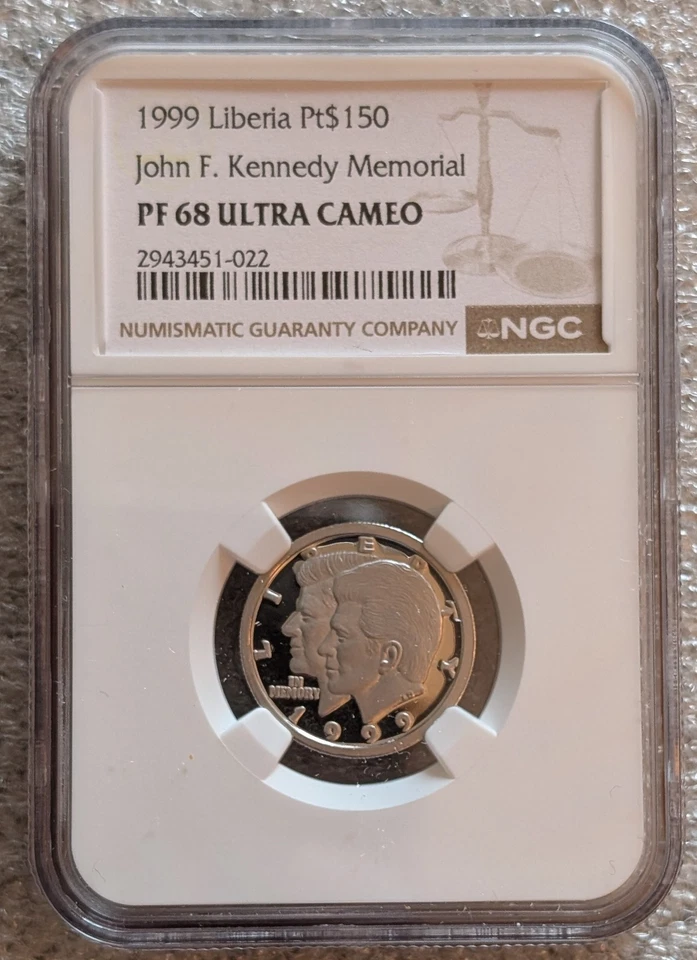 1999 Liberia Pt$150
John F. Kennedy Memorial
PF 68 ULTRA CAMEO
2943451-022
NUMISMATIC GUARANTY COMPANY
NGC
IN
MEMORY
1999